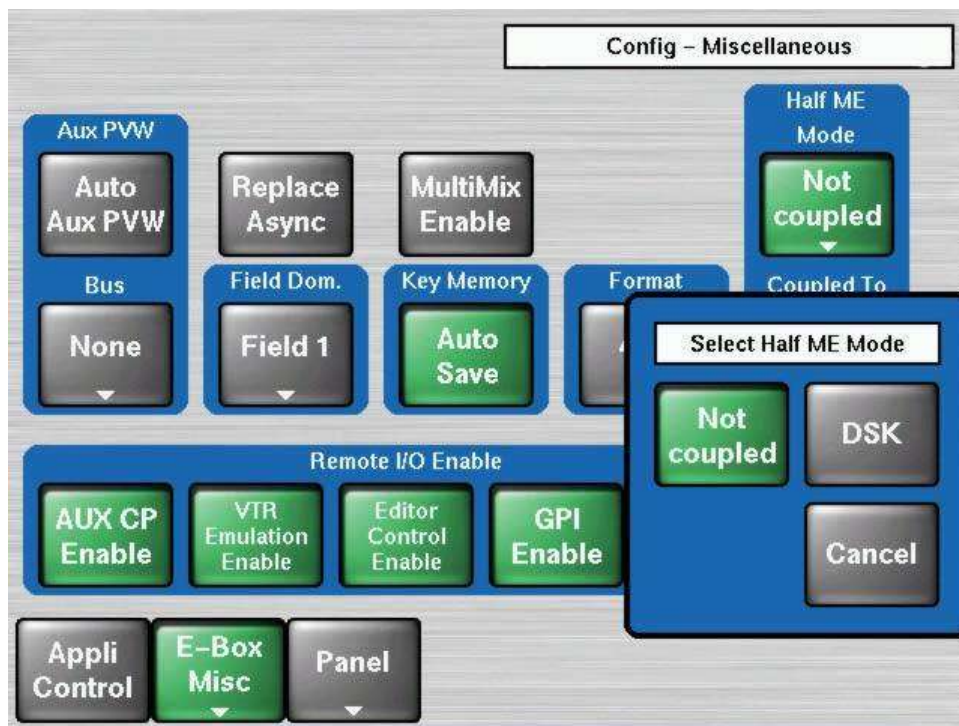 Config – Miscellaneous
Aux PVW
Auto
Aux PVW
Bus
None
Replace
Async
Field Dom.
Field 1
MultiMix
Enable
Key Memory
Auto
Save
Format
Half ME
Mode
Not
coupled
Coupled To
Select Half ME Mode
Not
coupled
DSK
Cancel
Remote I/O Enable
AUX CP
Enable
VTR
Emulation
Enable
Editor
Control
Enable
GPI
Enable
Appli
Control
E–Box
Misc
Panel